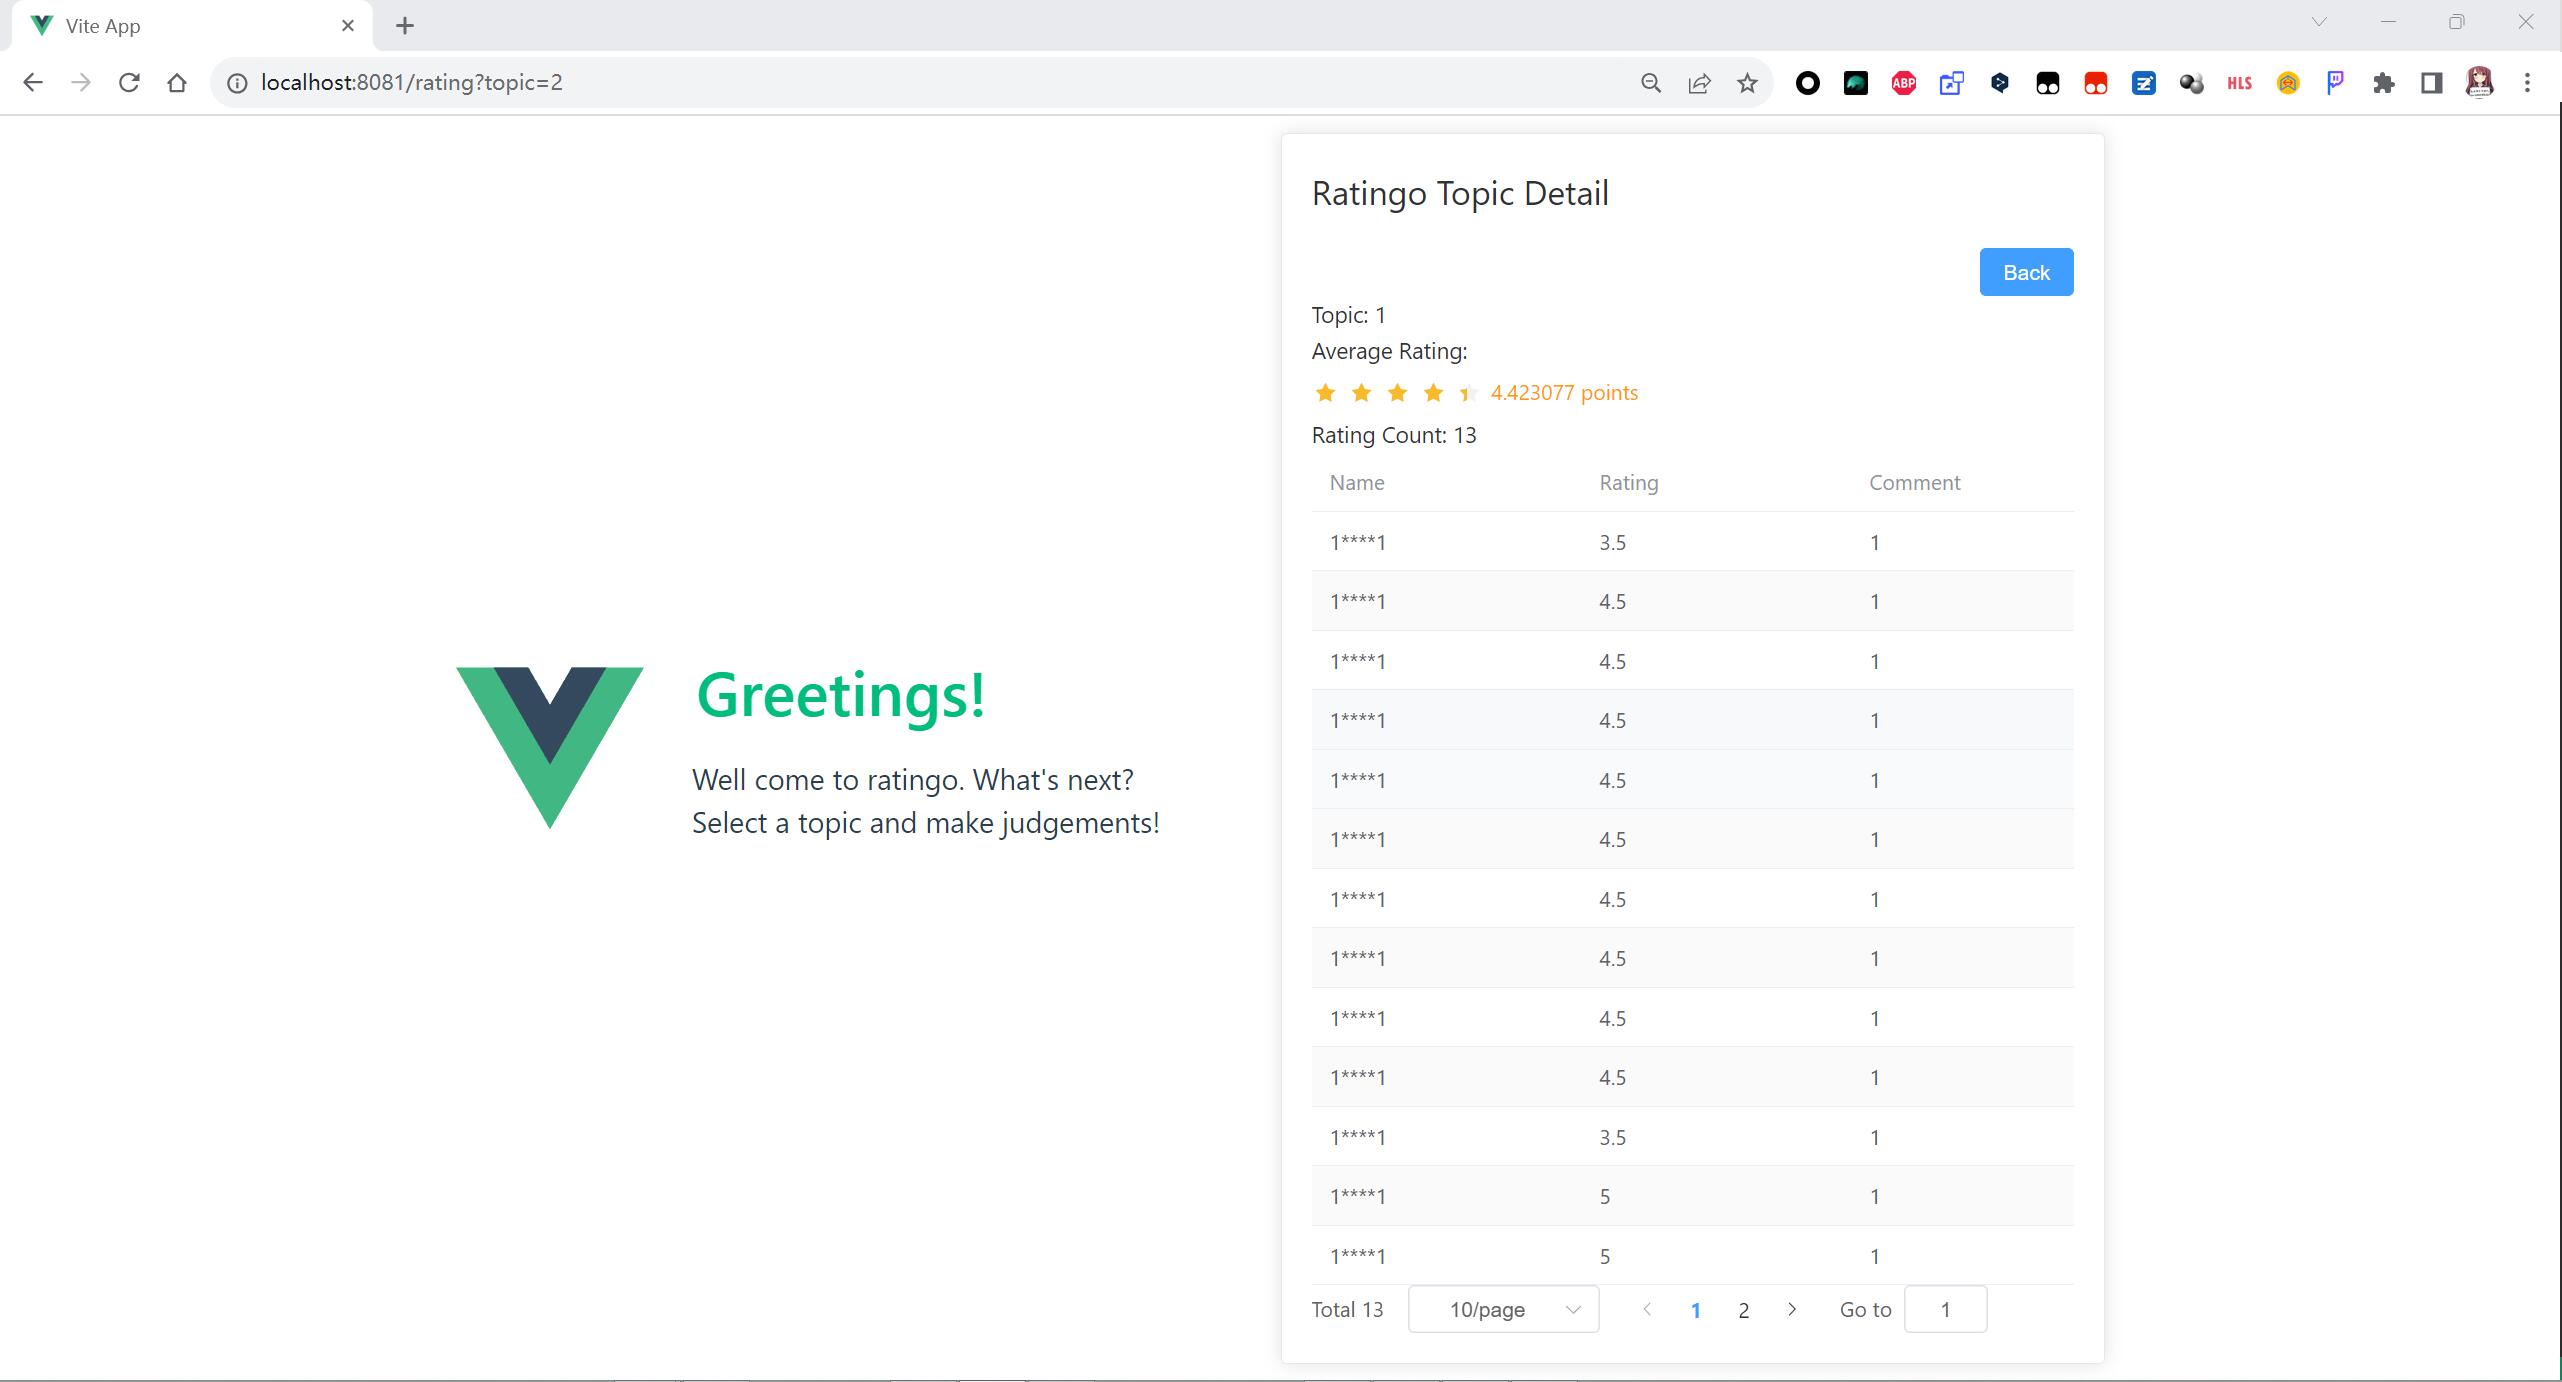 Vite App
localhost:8081/rating?topic=2
ABP
HLS
Ratingo Topic Detail
Back
Topic: 1
Average Rating:
4.423077 points
Rating Count: 13
Name Rating Comment
1****1 3.5 1
1****1 4.5 1
1****1 4.5 1
1****1 4.5 1
1****1 4.5 1
1****1 4.5 1
1****1 4.5 1
1****1 4.5 1
1****1 4.5 1
1****1 4.5 1
1****1 3.5 1
1****1 5 1
1****1 5 1
Total 13 10/page 1 2 Go to 1
Greetings!
Well come to ratingo. What's next?
Select a topic and make judgements!